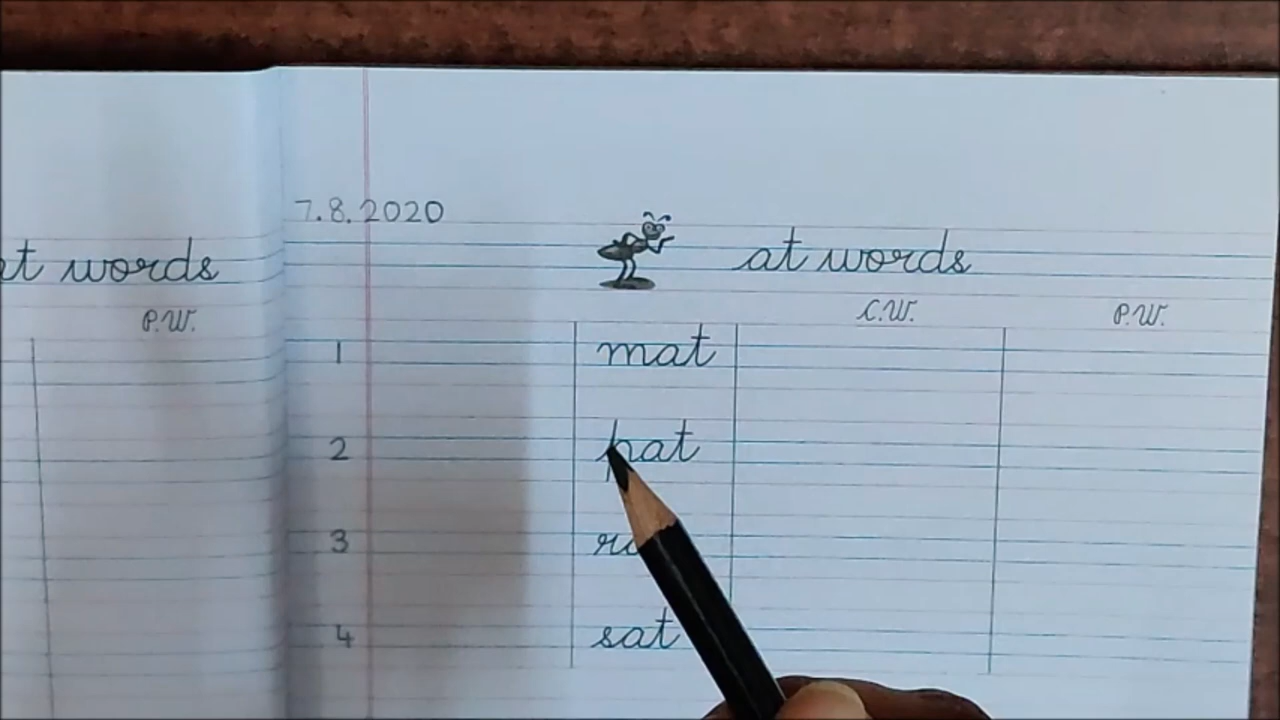 words
P.W.
7.8.2020
at words
C.W. P.W.
1 mat
2 pat
3
4 sat